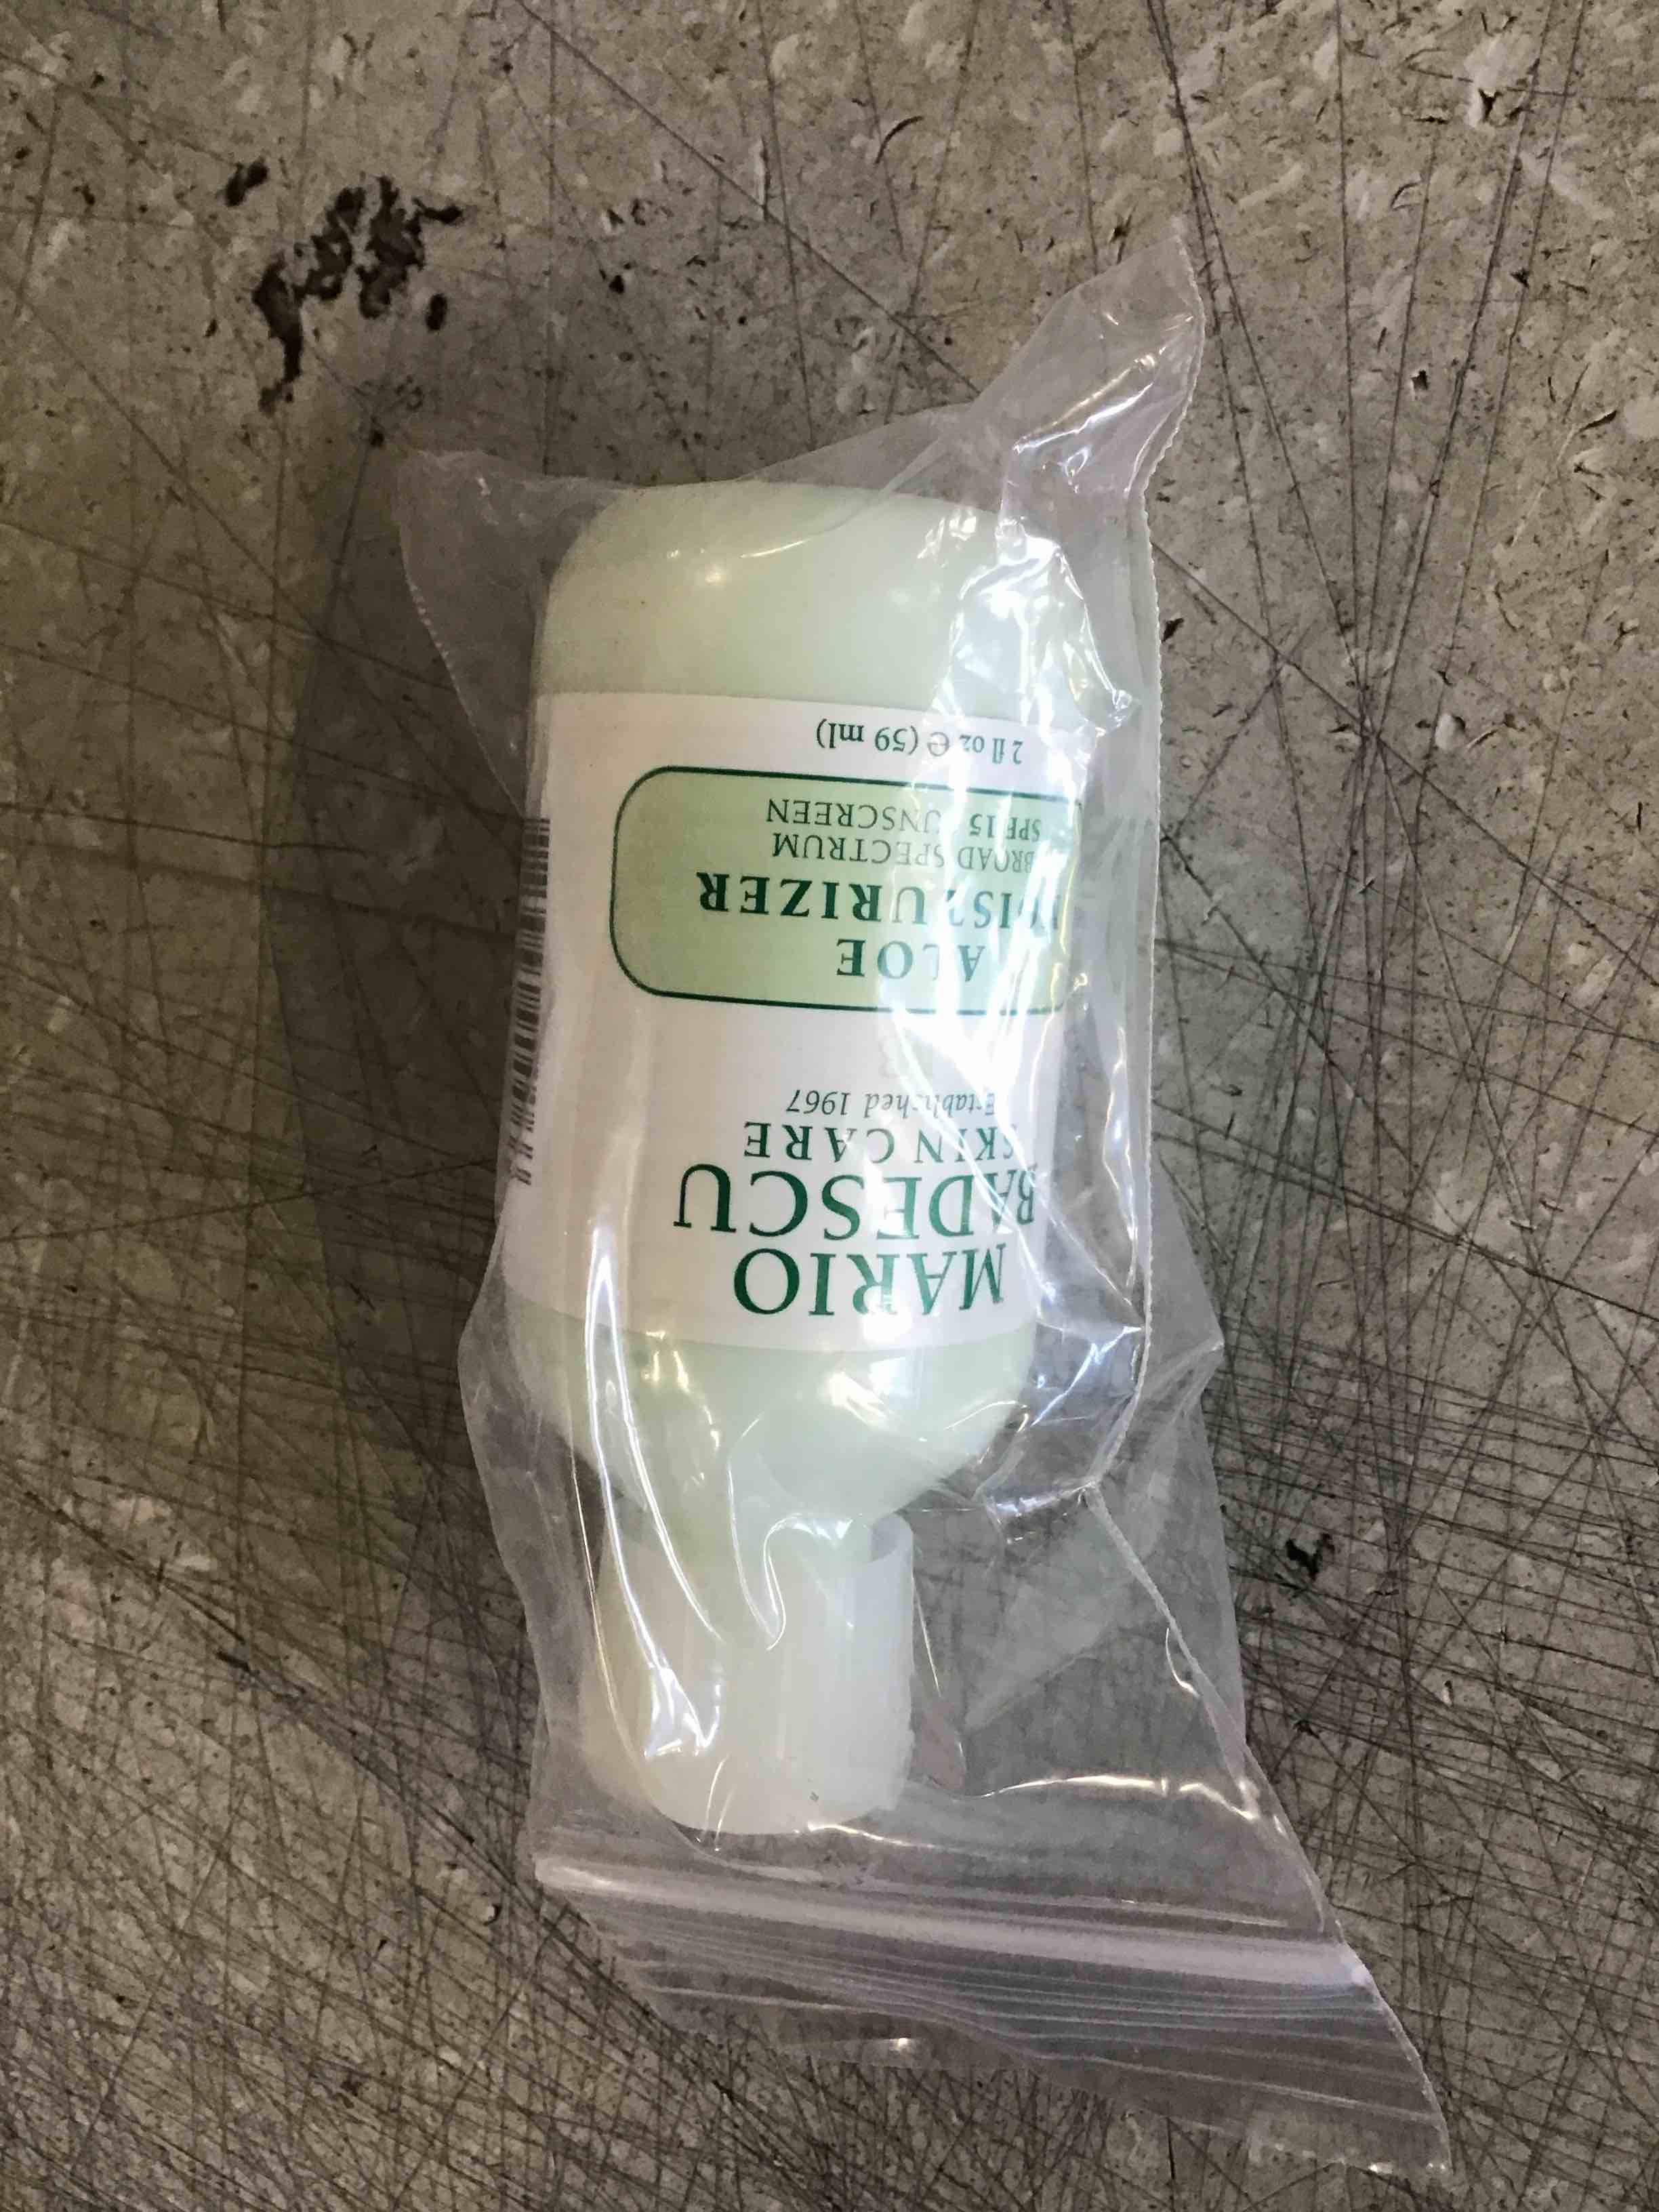 MARIO
BADESCU
SKIN CARE
Established 1967
ALOE
MOISTURIZER
BROAD SPECTRUM
SPF 15 SUNSCREEN
2 fl oz ℮ (59 ml)